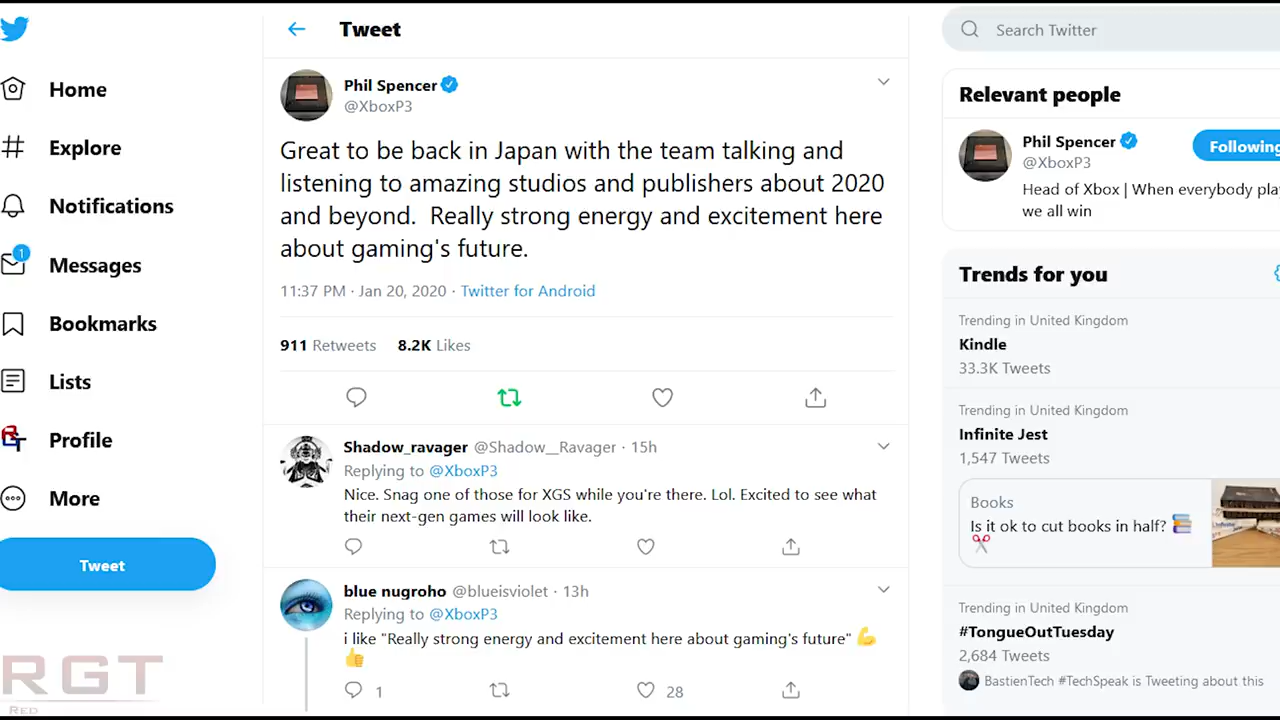 Home
Explore
Notifications
1
Messages
Bookmarks
Lists
Profile
More
Tweet
RGT
RED
Tweet
Phil Spencer
@XboxP3
Great to be back in Japan with the team talking and
listening to amazing studios and publishers about 2020
and beyond.  Really strong energy and excitement here
about gaming's future.
11:37 PM · Jan 20, 2020 · Twitter for Android
911 Retweets 8.2K Likes
Shadow_ravager @Shadow__Ravager · 15h
Replying to @XboxP3
Nice. Snag one of those for XGS while you're there. Lol. Excited to see what
their next-gen games will look like.
blue nugroho @blueisviolet · 13h
Replying to @XboxP3
i like "Really strong energy and excitement here about gaming's future" 💪
👍
1 28
Search Twitter
Relevant people
Phil Spencer
@XboxP3
Following
Head of Xbox | When everybody play
we all win
Trends for you
Trending in United Kingdom
Kindle
33.3K Tweets
Trending in United Kingdom
Infinite Jest
1,547 Tweets
Books
Is it ok to cut books in half? 📚
✂️
Trending in United Kingdom
#TongueOutTuesday
2,684 Tweets
BastienTech #TechSpeak is Tweeting about this